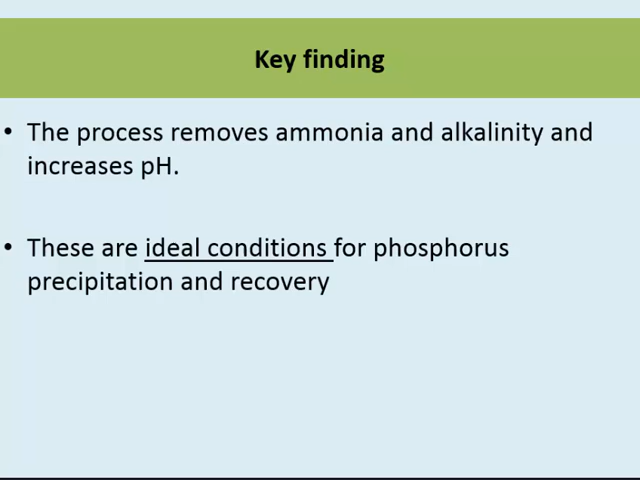 Key finding
• The process removes ammonia and alkalinity and
increases pH.
• These are ideal conditions for phosphorus
precipitation and recovery